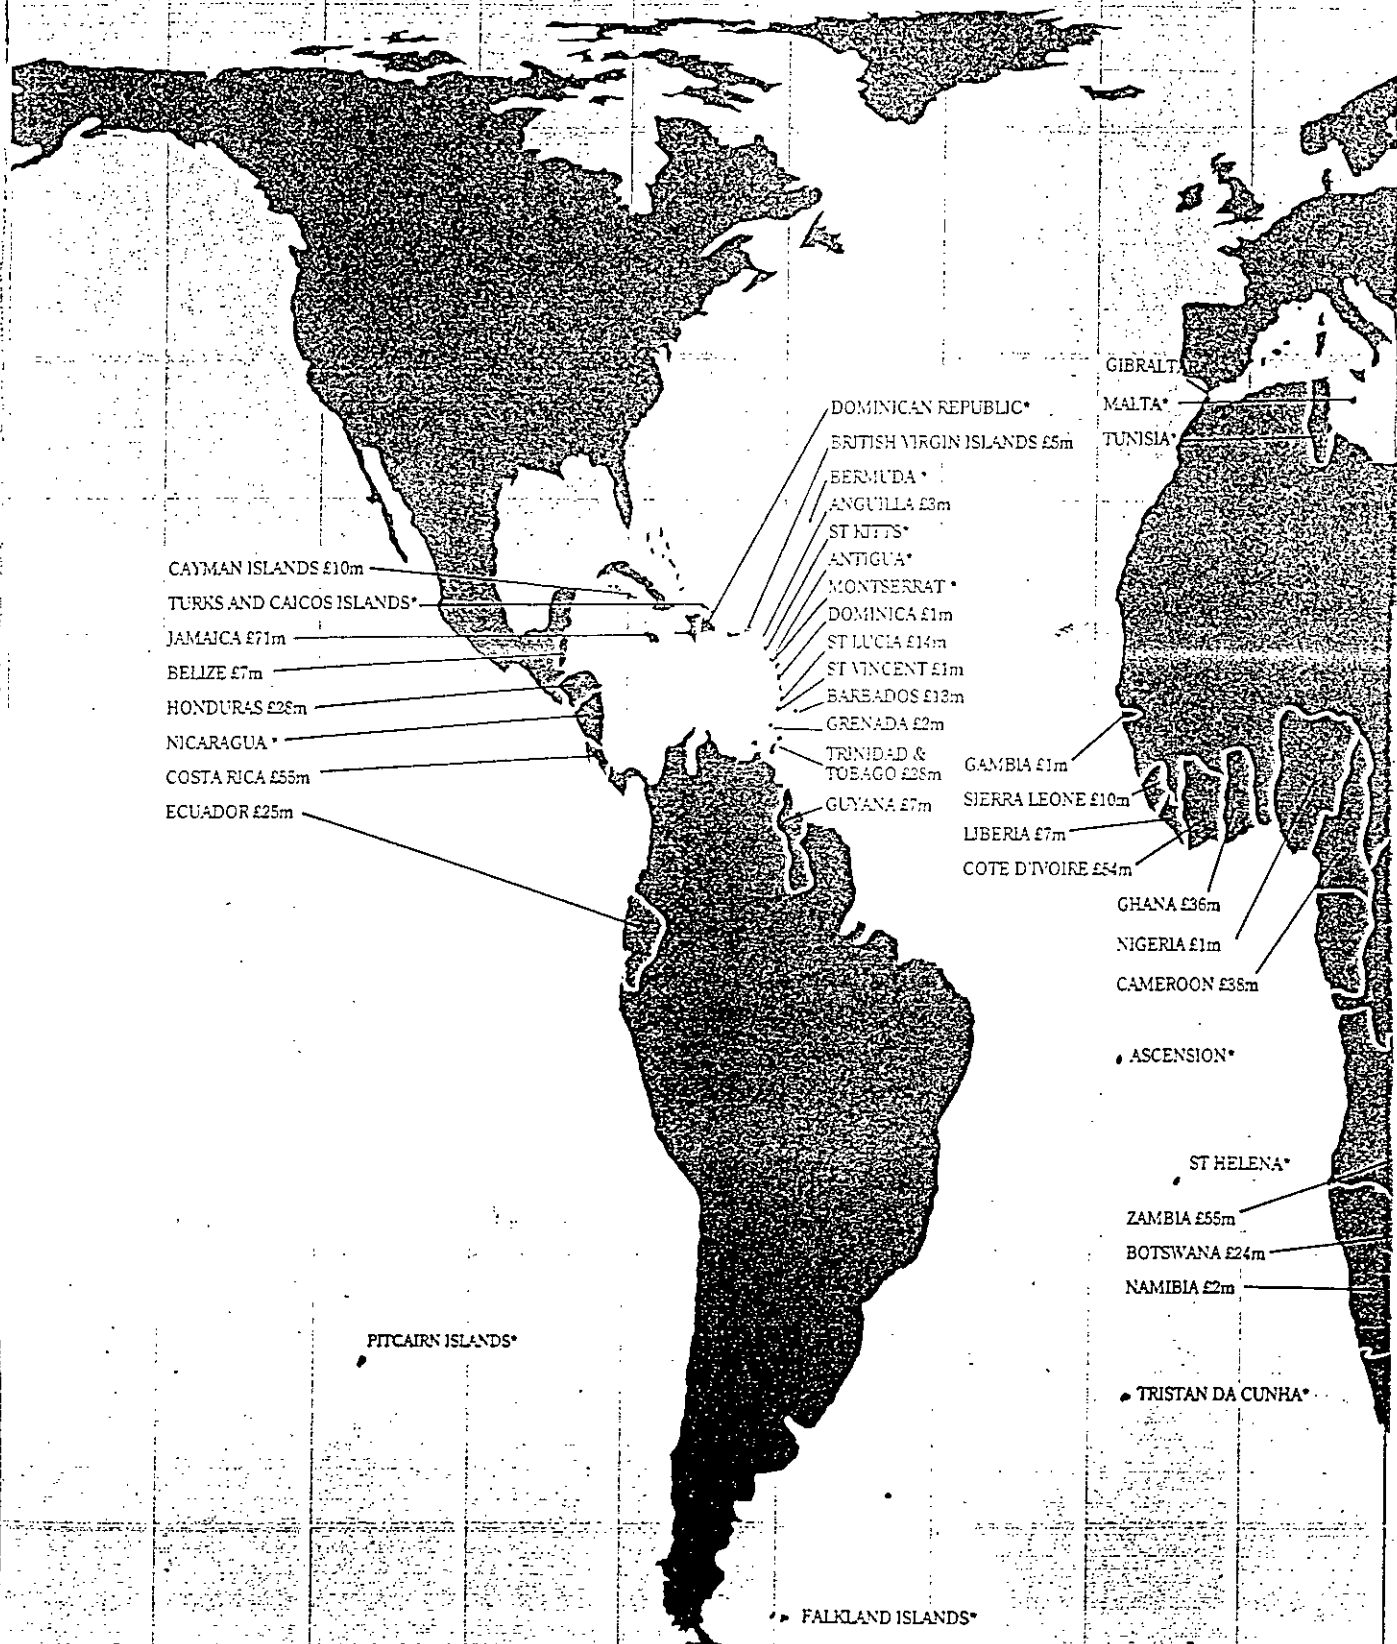 GIBRALTAR
MALTA*
TUNISIA*
DOMINICAN REPUBLIC*
BRITISH VIRGIN ISLANDS £5m
BERMUDA *
ANGUILLA £3m
ST KITTS*
ANTIGUA*
MONTSERRAT *
DOMINICA £1m
ST LUCIA £14m
ST VINCENT £1m
BARBADOS £13m
GRENADA £2m
TRINIDAD &
TOBAGO £28m
GUYANA £7m
CAYMAN ISLANDS £10m
TURKS AND CAICOS ISLANDS*
JAMAICA £71m
BELIZE £7m
HONDURAS £28m
NICARAGUA *
COSTA RICA £55m
ECUADOR £25m
GAMBIA £1m
SIERRA LEONE £10m
LIBERIA £7m
COTE D'IVOIRE £54m
GHANA £36m
NIGERIA £1m
CAMEROON £38m
ASCENSION*
ST HELENA*
ZAMBIA £55m
BOTSWANA £24m
NAMIBIA £2m
PITCAIRN ISLANDS*
TRISTAN DA CUNHA*
FALKLAND ISLANDS*